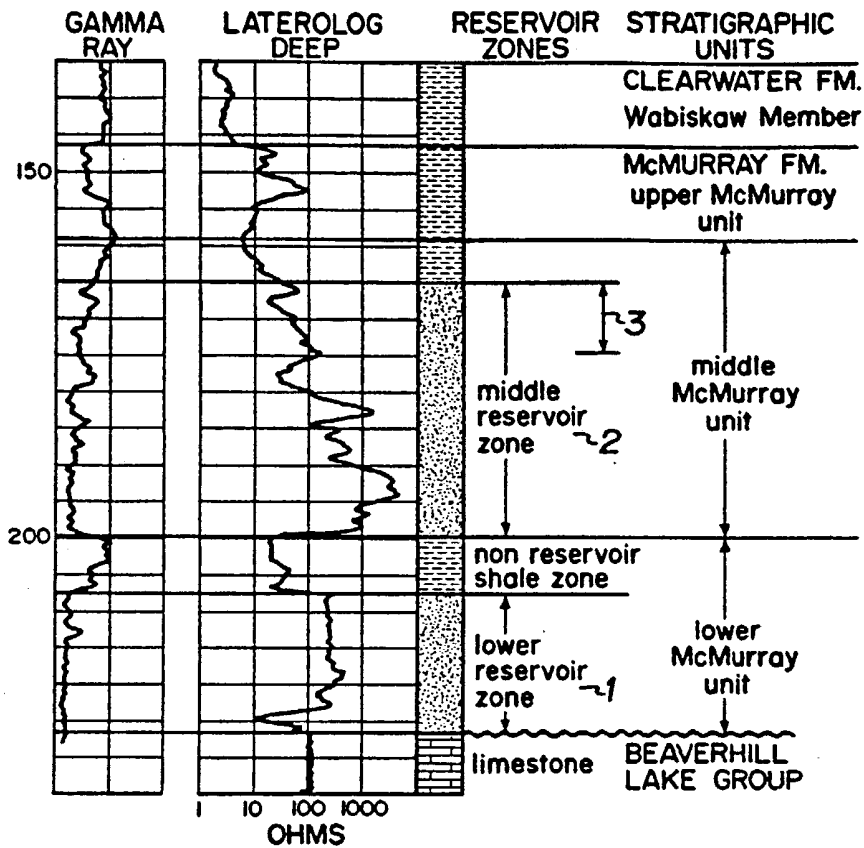 GAMMA RAY
LATEROLOG DEEP
RESERVOIR ZONES
STRATIGRAPHIC UNITS
CLEARWATER FM.
Wabiskaw Member
150
McMURRAY FM.
upper McMurray
unit
3
middle
reservoir
zone
2
middle
McMurray
unit
200
non reservoir
shale zone
lower
reservoir
zone
1
lower
McMurray
unit
limestone
BEAVERHILL
LAKE GROUP
1 10 100 1000
OHMS